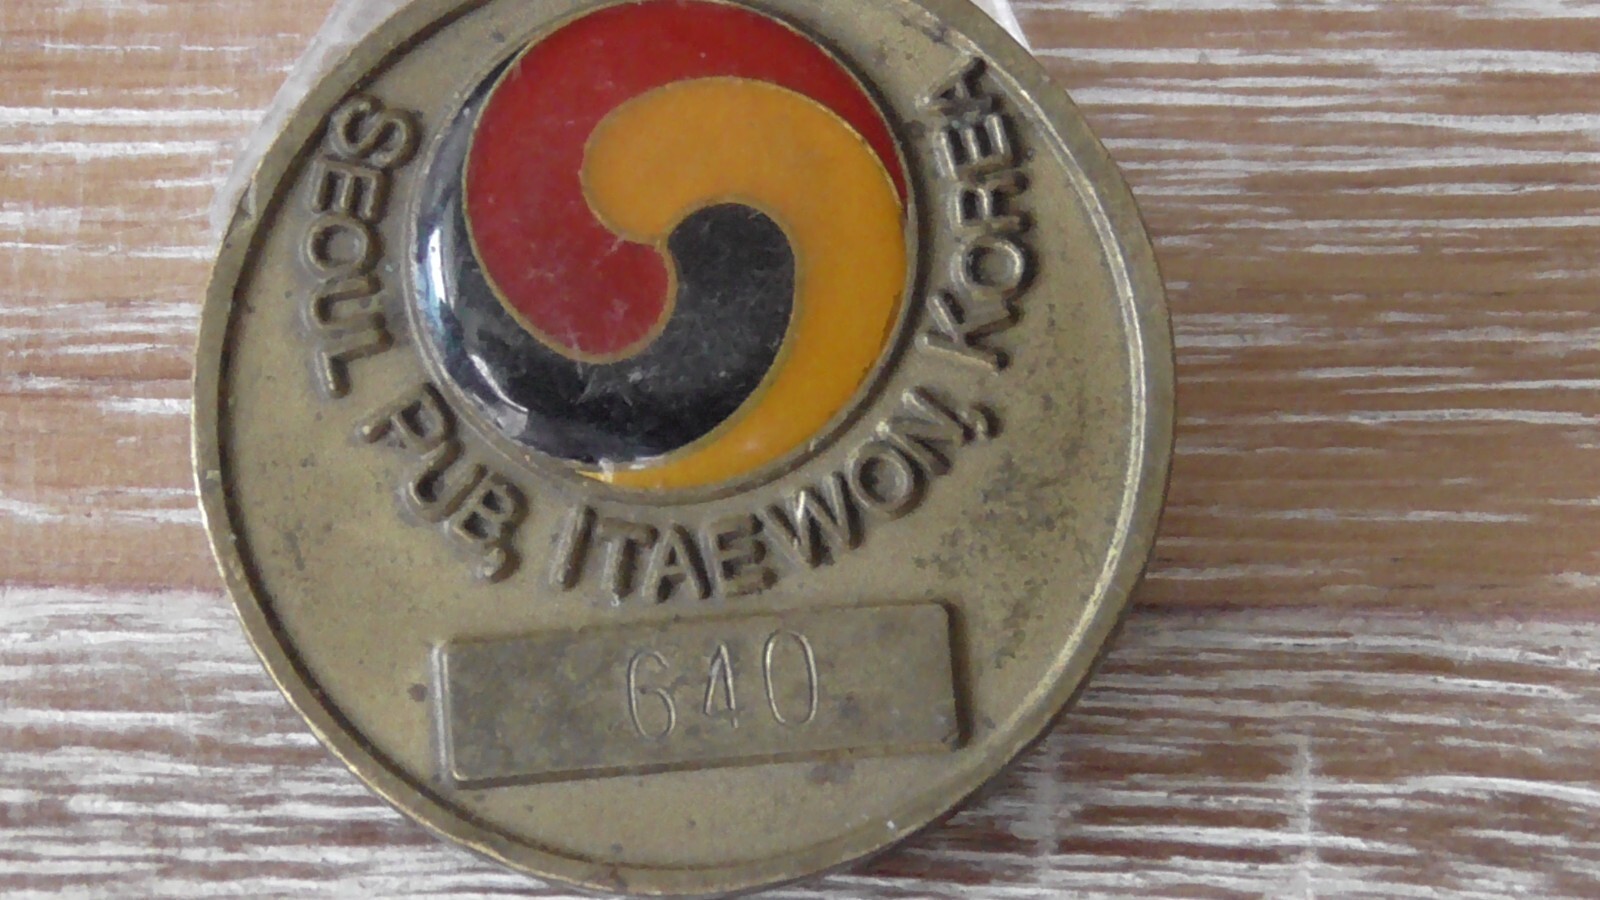 SEOUL PUB, ITAEWON, KOREA
640